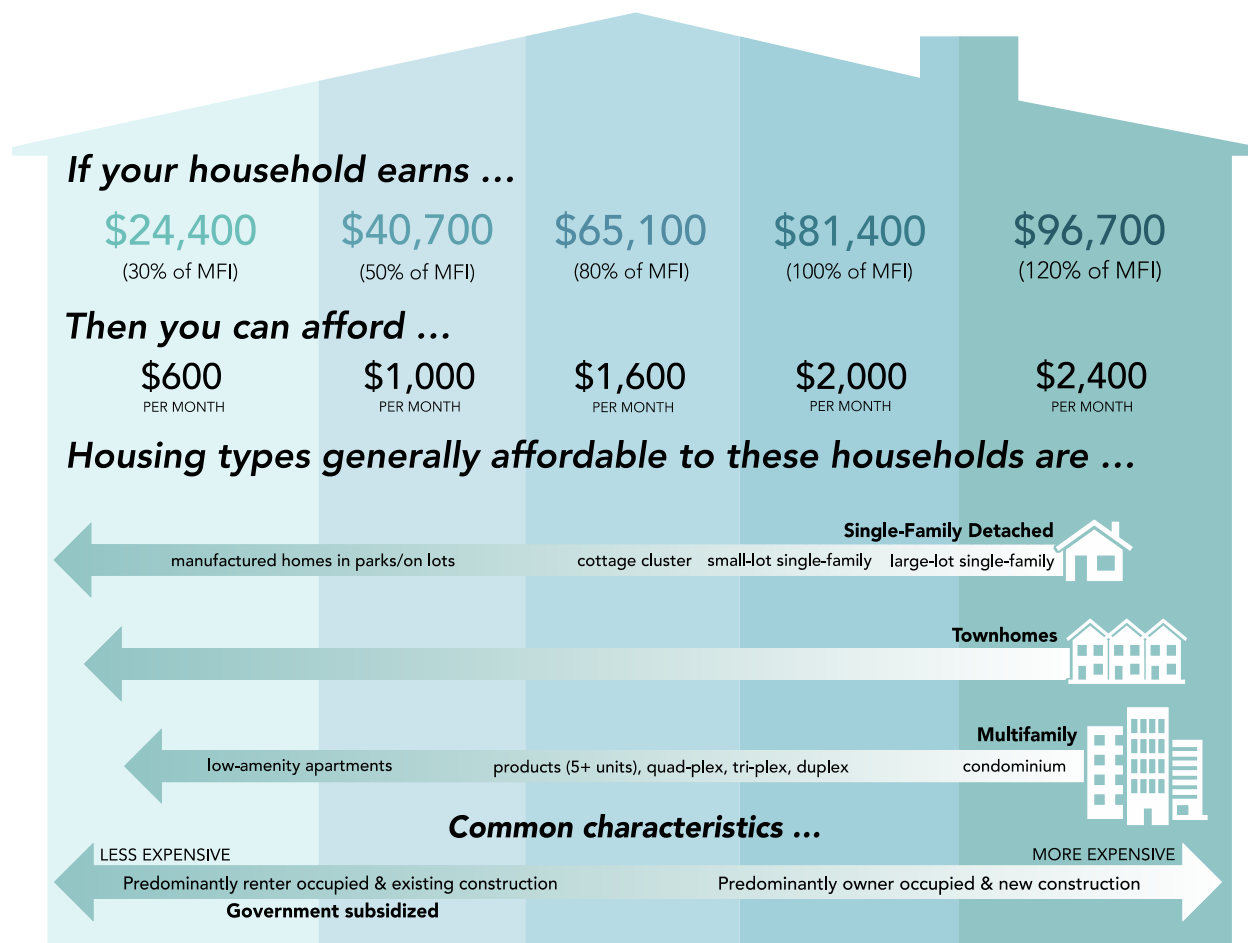 If your household earns ...
$24,400 $40,700 $65,100 $81,400 $96,700
(30% of MFI) (50% of MFI) (80% of MFI) (100% of MFI) (120% of MFI)
Then you can afford ...
$600 $1,000 $1,600 $2,000 $2,400
PER MONTH PER MONTH PER MONTH PER MONTH PER MONTH
Housing types generally affordable to these households are ...
Single-Family Detached
manufactured homes in parks/on lots cottage cluster small-lot single-family large-lot single-family
Townhomes
Multifamily
low-amenity apartments products (5+ units), quad-plex, tri-plex, duplex condominium
Common characteristics ...
LESS EXPENSIVE MORE EXPENSIVE
Predominantly renter occupied & existing construction Predominantly owner occupied & new construction
Government subsidized